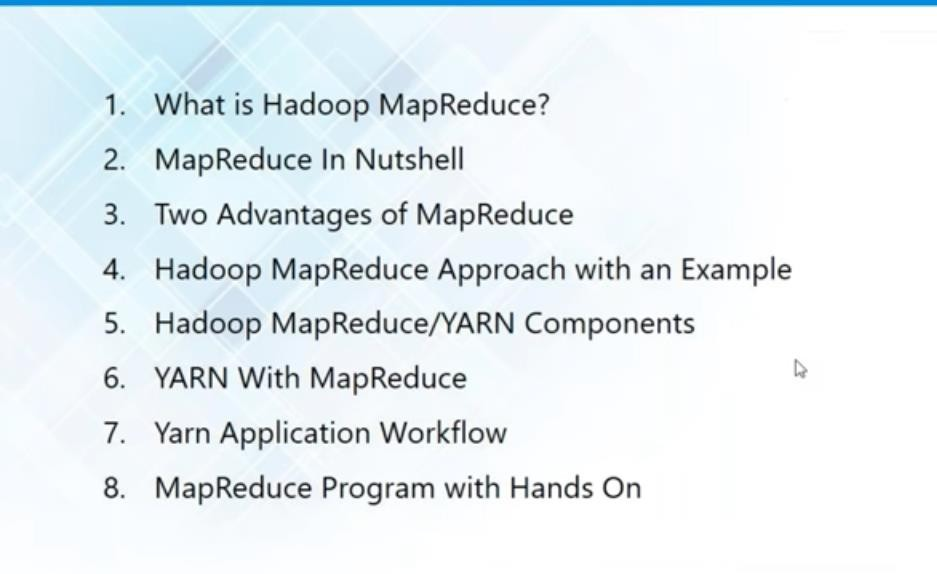 1. What is Hadoop MapReduce?
2. MapReduce In Nutshell
3. Two Advantages of MapReduce
4. Hadoop MapReduce Approach with an Example
5. Hadoop MapReduce/YARN Components
6. YARN With MapReduce
7. Yarn Application Workflow
8. MapReduce Program with Hands On